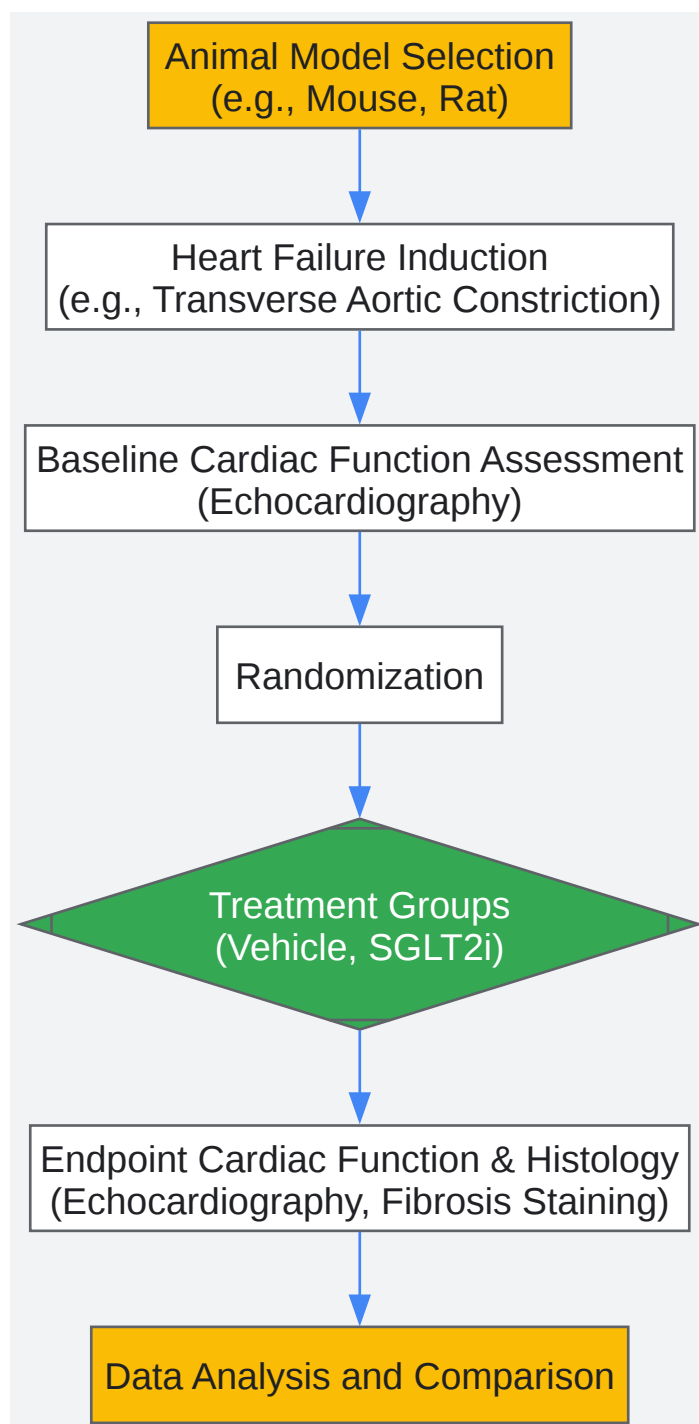 Animal Model Selection
(e.g., Mouse, Rat)
Heart Failure Induction
(e.g., Transverse Aortic Constriction)
Baseline Cardiac Function Assessment
(Echocardiography)
Randomization
Treatment Groups
(Vehicle, SGLT2i)
Endpoint Cardiac Function & Histology
(Echocardiography, Fibrosis Staining)
Data Analysis and Comparison